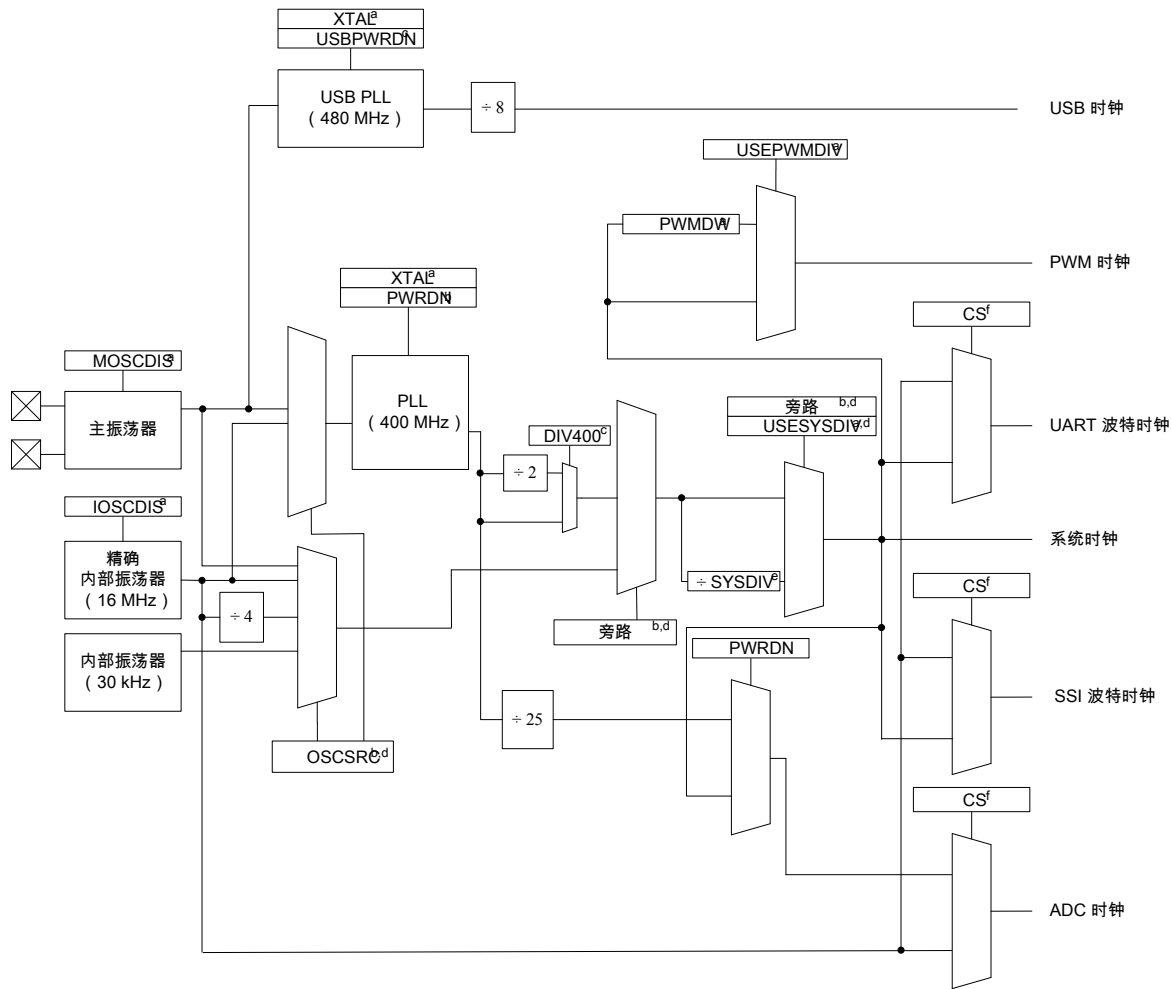 XTALa
USBPWRDNc
USB PLL
( 480 MHz )
÷ 8
USB 时钟
USEPWMDIVa
PWMDWa
PWM 时钟
XTALa
PWRDNb
PLL
( 400 MHz )
CSf
UART 波特时钟
MOSCDISa
主振荡器
DIV400c
÷ 2
旁路 b,d
USESYSDIVa,d
系统时钟
IOSCDISa
精确
内部振荡器
( 16 MHz )
÷ 4
÷ SYSDIVe
旁路 b,d
内部振荡器
( 30 kHz )
OSCSRCb,d
÷ 25
PWRDN
CSf
SSI 波特时钟
CSf
ADC 时钟